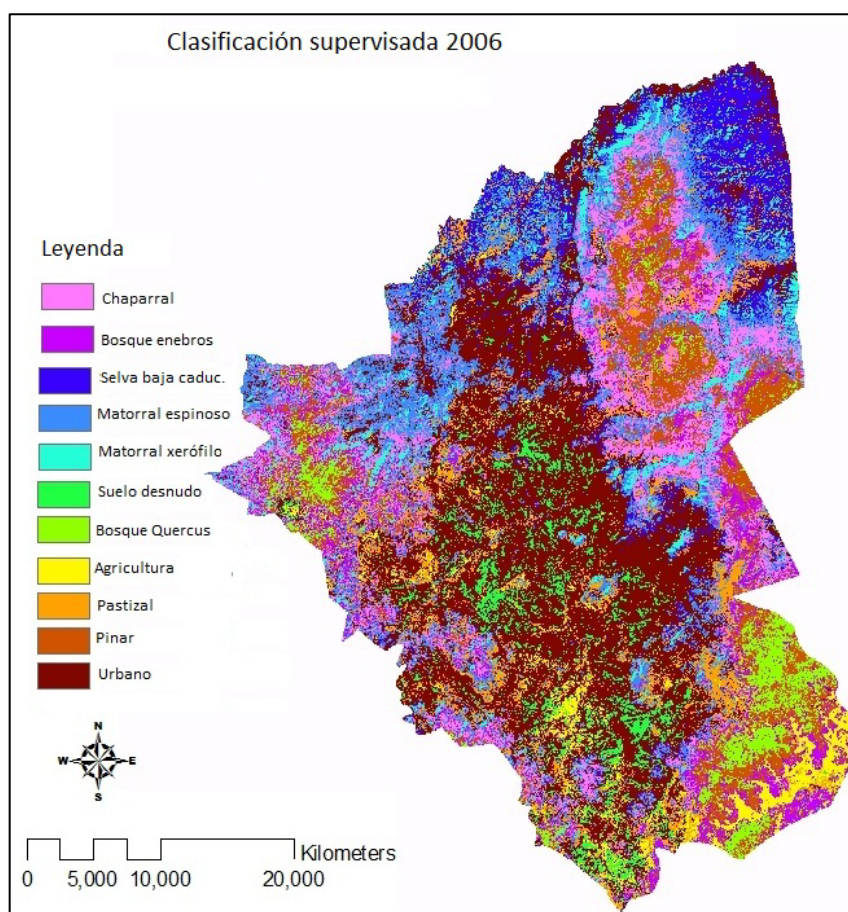 Clasificación supervisada 2006
Leyenda
Chaparral
Bosque enebros
Selva baja caduc.
Matorral espinoso
Matorral xerófilo
Suelo desnudo
Bosque Quercus
Agricultura
Pastizal
Pinar
Urbano
N
W E
S
Kilometers
0 5,000 10,000 20,000